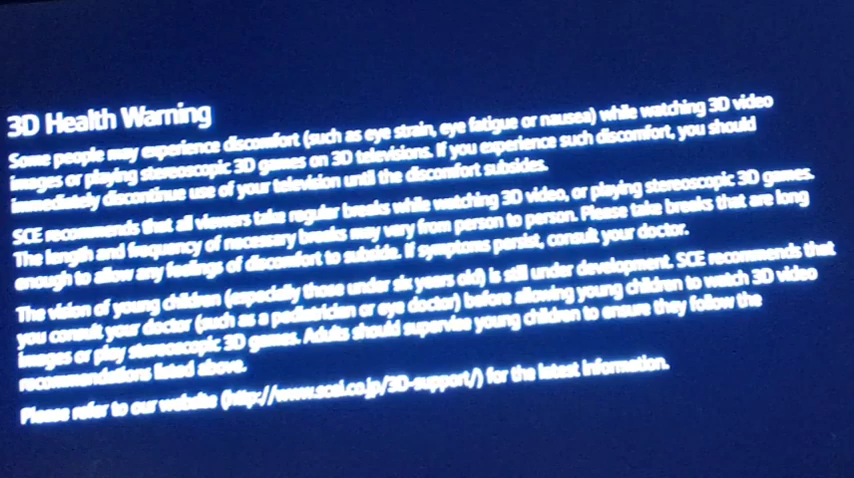 3D Health Warning
Some people may experience discomfort (such as eye strain, eye fatigue or nausea) while watching 3D video
images or playing stereoscopic 3D games on 3D televisions. If you experience such discomfort, you should
immediately discontinue use of your television until the discomfort subsides.
SCE recommends that all viewers take regular breaks while watching 3D video, or playing stereoscopic 3D games.
The length and frequency of necessary breaks may vary from person to person. Please take breaks that are long
enough to allow any feelings of discomfort to subside. If symptoms persist, consult your doctor.
The vision of young children (especially those under six years old) is still under development. SCE recommends that
you consult your doctor (such as a pediatrician or eye doctor) before allowing young children to watch 3D video
images or play stereoscopic 3D games. Adults should supervise young children to ensure they follow the
recommendations listed above.
Please refer to our website (http://www.scei.co.jp/3D-support/) for the latest information.